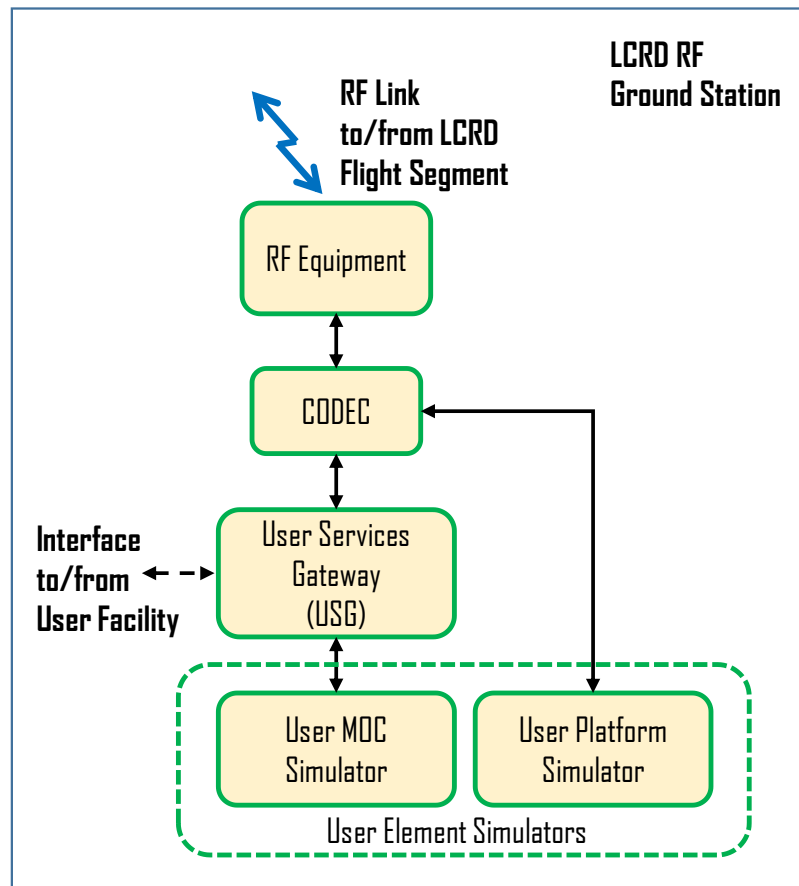 LCRD RF
Ground Station
RF Link
to/from LCRD
Flight Segment
RF Equipment
CODEC
User Services
Gateway
(USG)
Interface
to/from
User Facility
User MOC
Simulator
User Platform
Simulator
User Element Simulators